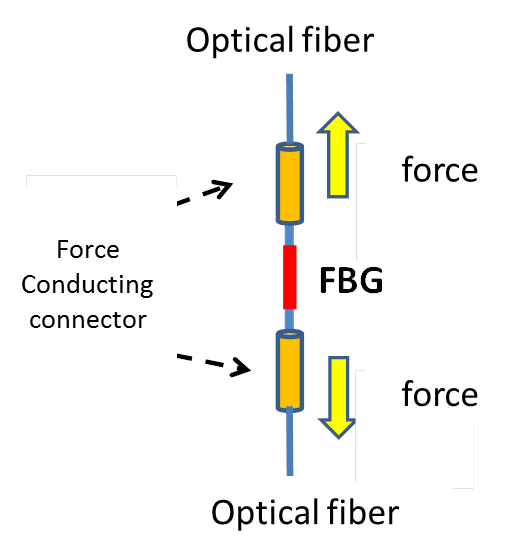 Optical fiber
force
Force
Conducting
connector
FBG
force
Optical fiber